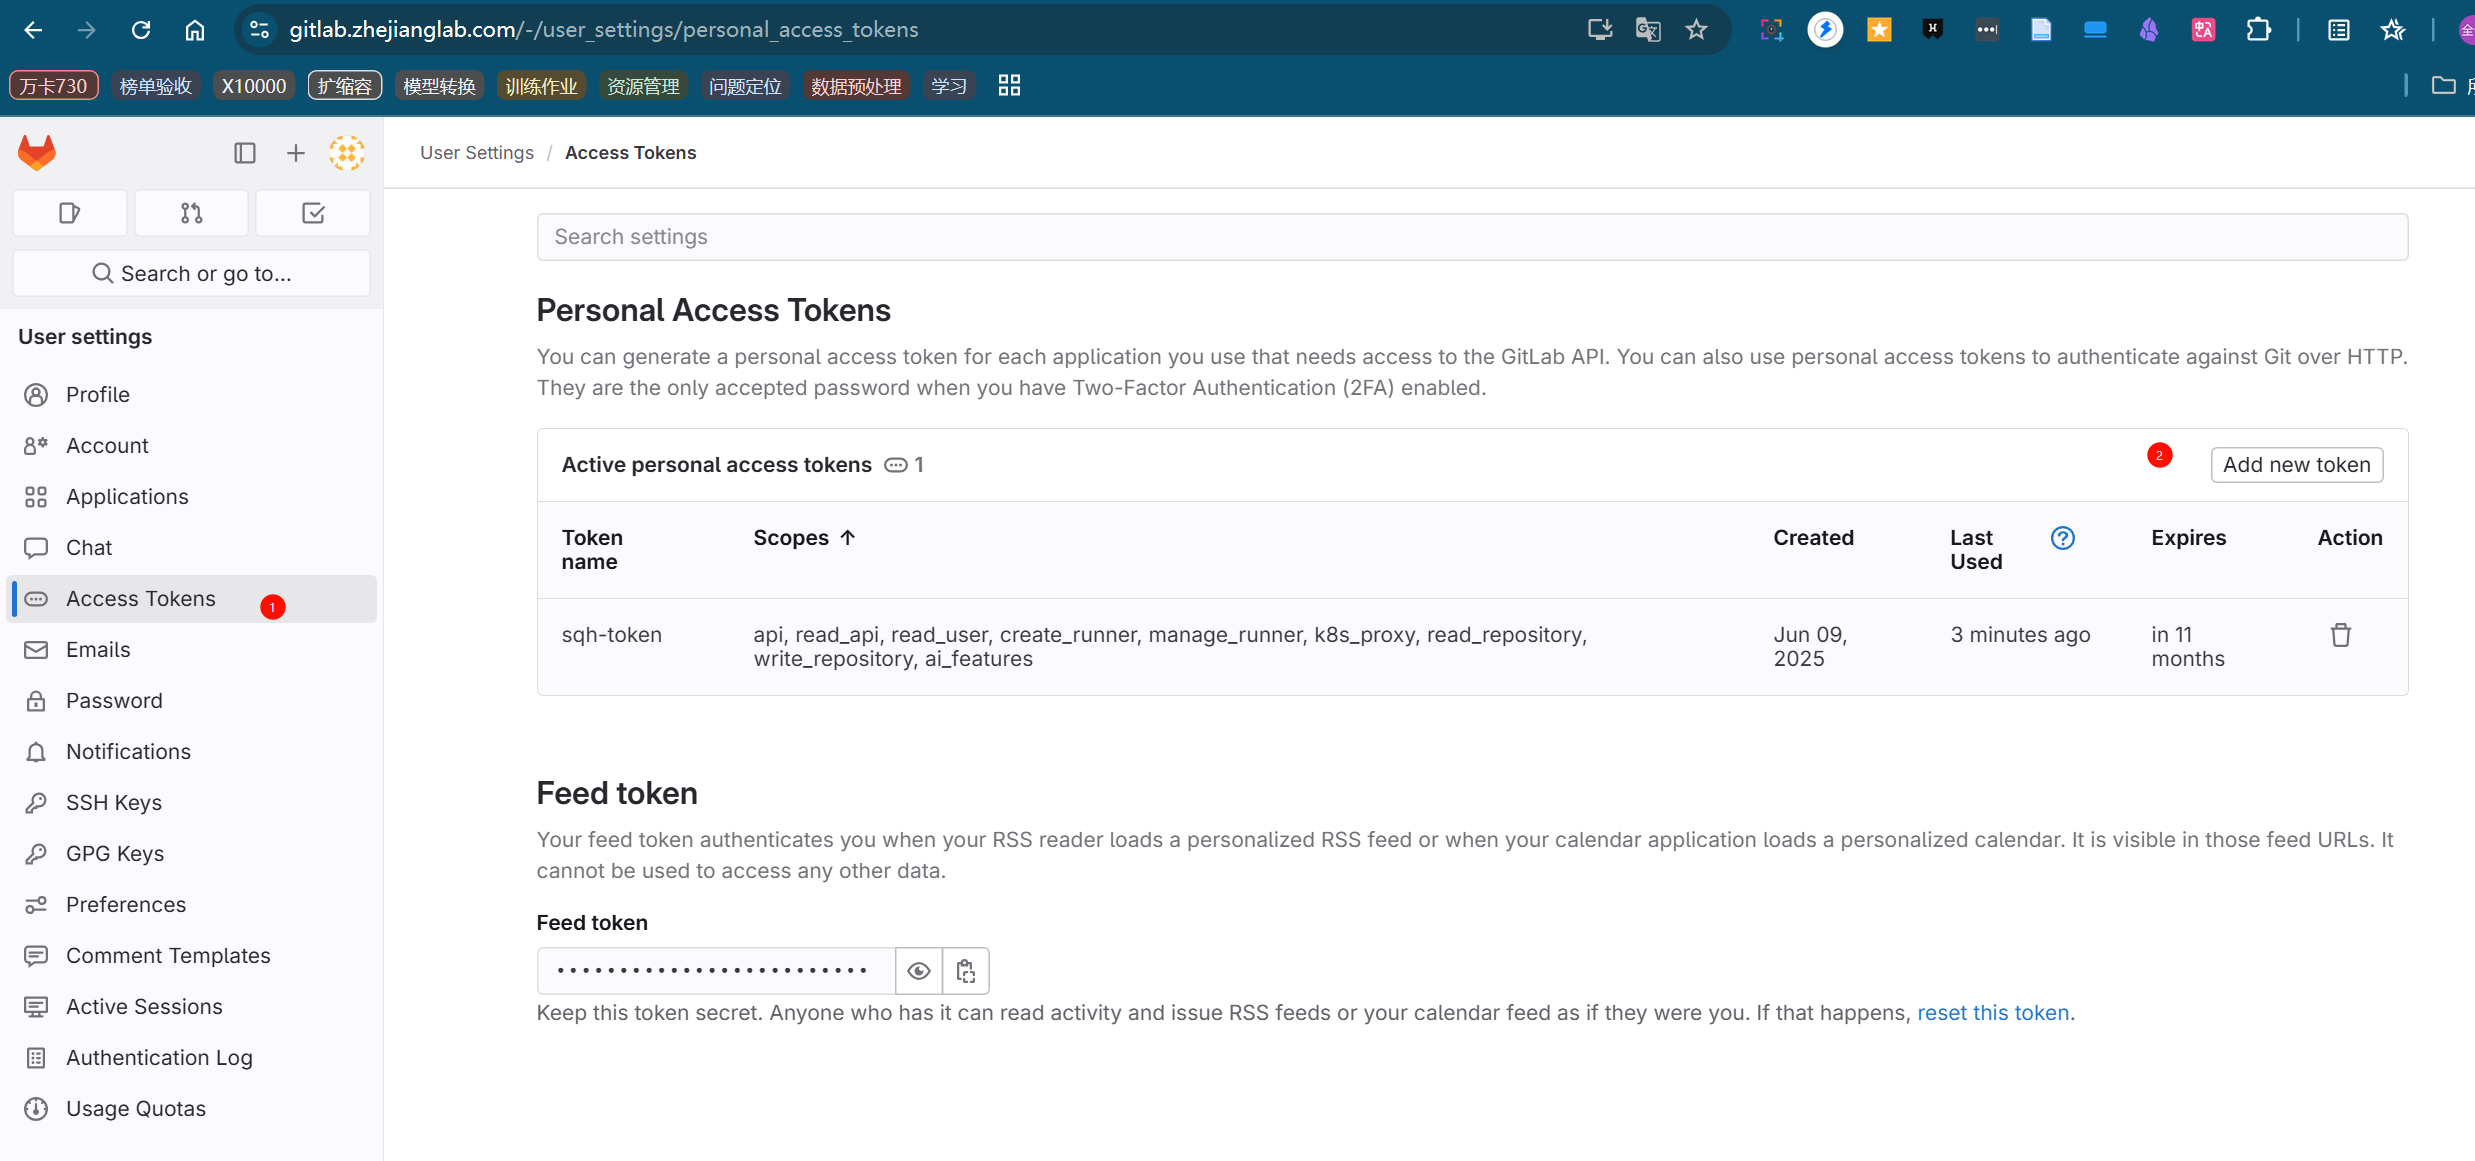 gitlab.zhejianglab.com/-/user_settings/personal_access_tokens
万卡730 榜单验收 X10000 扩缩容 模型转换 训练作业 资源管理 问题定位 数据预处理 学习
User Settings / Access Tokens
Search or go to...
User settings
Profile
Account
Applications
Chat
Access Tokens 1
Emails
Password
Notifications
SSH Keys
GPG Keys
Preferences
Comment Templates
Active Sessions
Authentication Log
Usage Quotas
Search settings
Personal Access Tokens
You can generate a personal access token for each application you use that needs access to the GitLab API. You can also use personal access tokens to authenticate against Git over HTTP.
They are the only accepted password when you have Two-Factor Authentication (2FA) enabled.
Active personal access tokens 1 2 Add new token
Token name Scopes Created Last Used Expires Action
sqh-token api, read_api, read_user, create_runner, manage_runner, k8s_proxy, read_repository, Jun 09, 3 minutes ago in 11
write_repository, ai_features 2025 months
Feed token
Your feed token authenticates you when your RSS reader loads a personalized RSS feed or when your calendar application loads a personalized calendar. It is visible in those feed URLs. It
cannot be used to access any other data.
Feed token
Keep this token secret. Anyone who has it can read activity and issue RSS feeds or your calendar feed as if they were you. If that happens, reset this token.